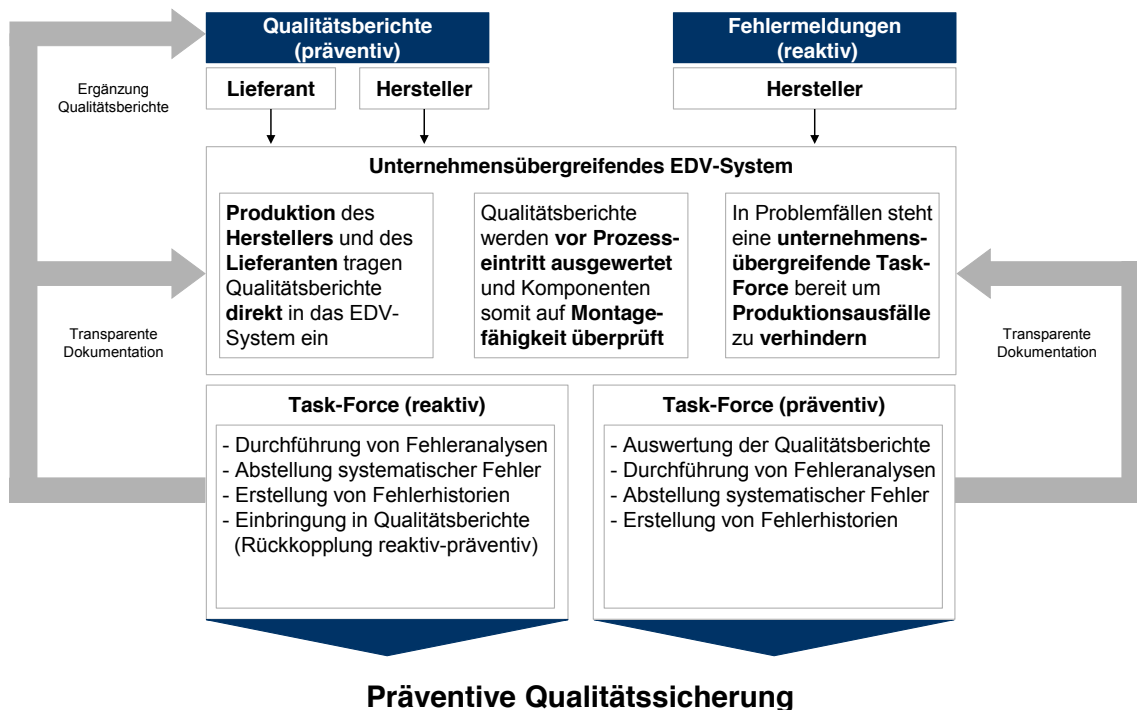 Qualitätsberichte
(präventiv)
Fehlermeldungen
(reaktiv)
Ergänzung
Qualitätsberichte
Lieferant
Hersteller
Hersteller
Unternehmensübergreifendes EDV-System
Produktion des
Herstellers und des
Lieferanten tragen
Qualitätsberichte
direkt in das EDV-
System ein
Qualitätsberichte
werden vor Prozess-
eintritt ausgewertet
und Komponenten
somit auf Montage-
fähigkeit überprüft
In Problemfällen steht
eine unternehmens-
übergreifende Task-
Force bereit um
Produktionsausfälle
zu verhindern
Transparente
Dokumentation
Transparente
Dokumentation
Task-Force (reaktiv)
- Durchführung von Fehleranalysen
- Abstellung systematischer Fehler
- Erstellung von Fehlerhistorien
- Einbringung in Qualitätsberichte
(Rückkopplung reaktiv-präventiv)
Task-Force (präventiv)
- Auswertung der Qualitätsberichte
- Durchführung von Fehleranalysen
- Abstellung systematischer Fehler
- Erstellung von Fehlerhistorien
Präventive Qualitätssicherung